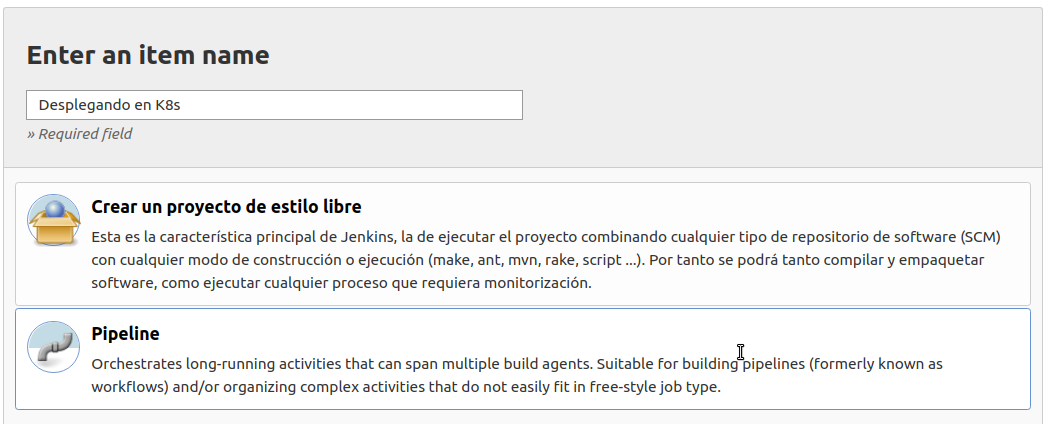 Enter an item name
Desplegando en K8s
» Required field
Crear un proyecto de estilo libre
Esta es la característica principal de Jenkins, la de ejecutar el proyecto combinando cualquier tipo de repositorio de software (SCM)
con cualquier modo de construcción o ejecución (make, ant, mvn, rake, script ...). Por tanto se podrá tanto compilar y empaquetar
software, como ejecutar cualquier proceso que requiera monitorización.
Pipeline
Orchestrates long-running activities that can span multiple build agents. Suitable for building pipelines (formerly known as
workflows) and/or organizing complex activities that do not easily fit in free-style job type.